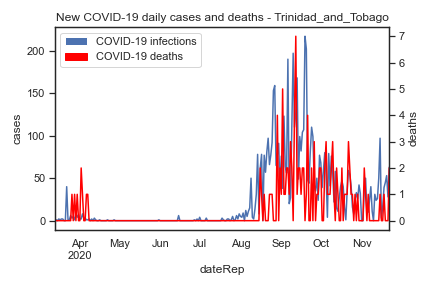 New COVID-19 daily cases and deaths - Trinidad_and_Tobago
COVID-19 infections
COVID-19 deaths
200
150
100
50
0
cases
7
6
5
4
3
2
1
0
deaths
Apr May Jun Jul Aug Sep Oct Nov
2020
dateRep